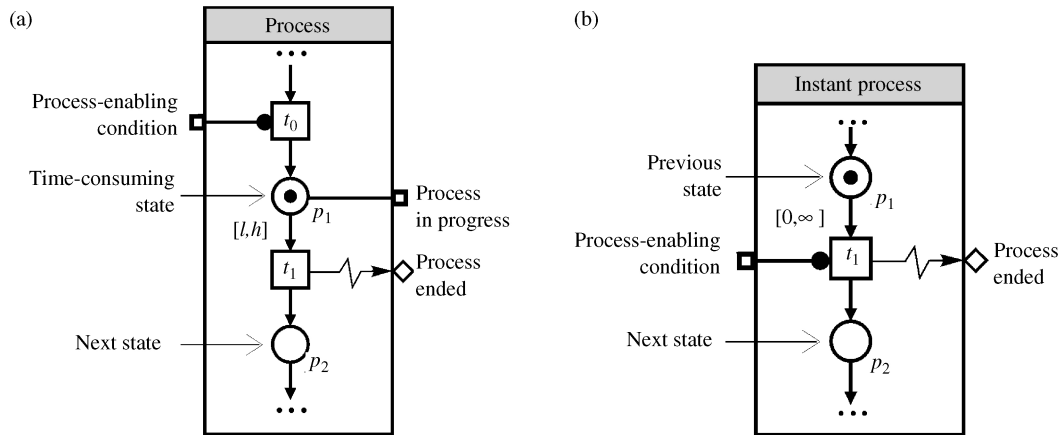 (a)
Process
• • •
Process-enabling
condition
t0
Time-consuming
state
p1
Process
in progress
[l,h]
t1
Process
ended
Next state
p2
• • •
(b)
Instant process
• • •
Previous
state
p1
[0,∞ ]
Process-enabling
condition
t1
Process
ended
Next state
p2
• • •